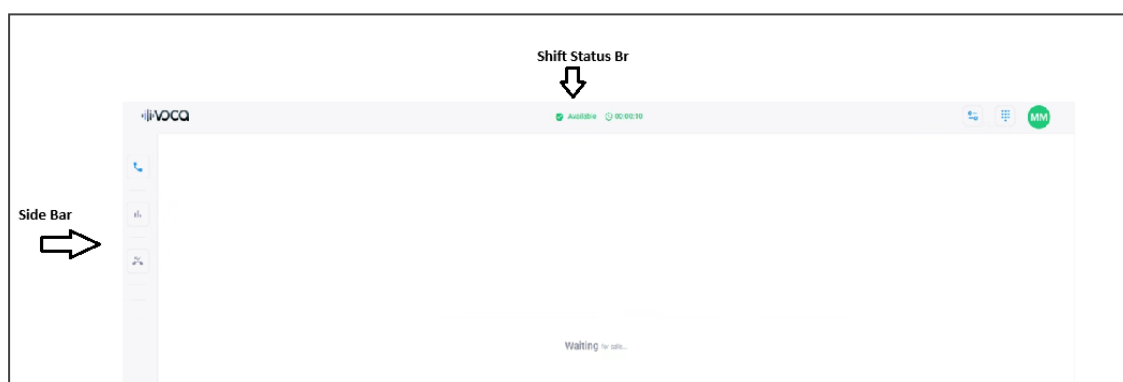 Shift Status Br
VOCA
Available 00:00:10
MM
Side Bar
Waiting for calls...